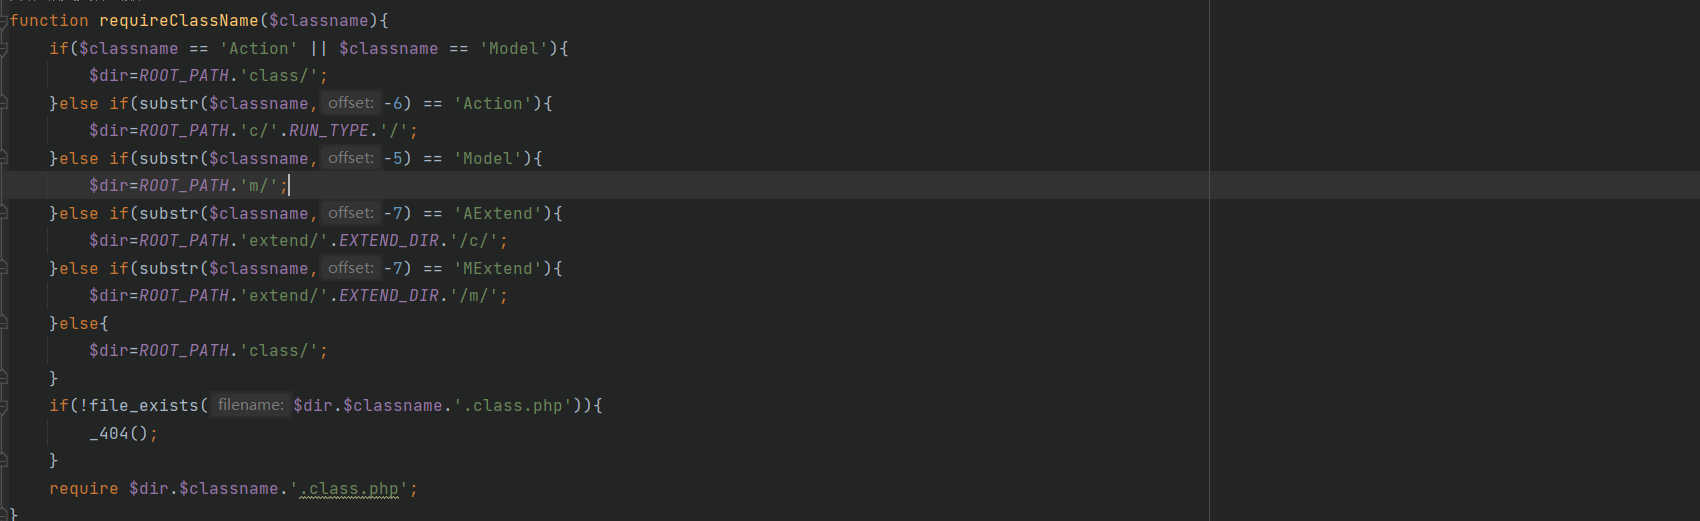 function requireClassName($classname){
    if($classname == 'Action' || $classname == 'Model'){
        $dir=ROOT_PATH.'class/';
    }else if(substr($classname, offset: -6) == 'Action'){
        $dir=ROOT_PATH.'c/'.RUN_TYPE.'/';
    }else if(substr($classname, offset: -5) == 'Model'){
        $dir=ROOT_PATH.'m/';
    }else if(substr($classname, offset: -7) == 'AExtend'){
        $dir=ROOT_PATH.'extend/'.EXTEND_DIR.'/c/';
    }else if(substr($classname, offset: -7) == 'MExtend'){
        $dir=ROOT_PATH.'extend/'.EXTEND_DIR.'/m/';
    }else{
        $dir=ROOT_PATH.'class/';
    }
    if(!file_exists( filename: $dir.$classname.'.class.php')){
        _404();
    }
    require $dir.$classname.'.class.php';
}